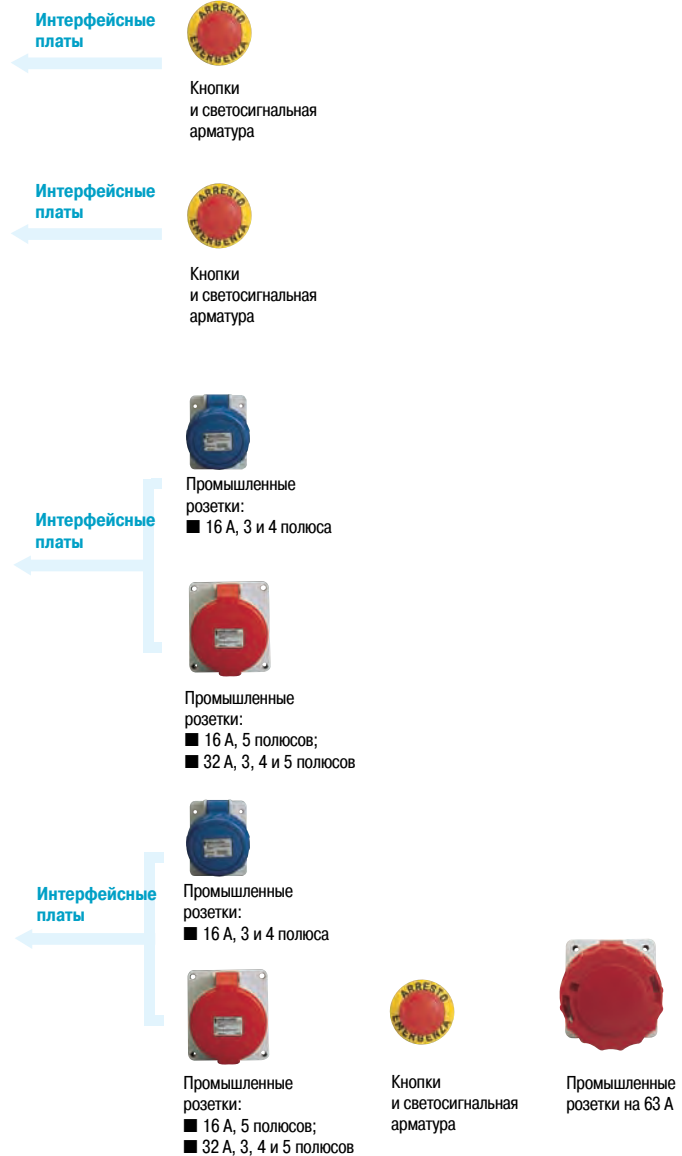 Интерфейсные
платы
ARRESTO
EMERGENZA
Кнопки
и светосигнальная
арматура
Интерфейсные
платы
ARRESTO
EMERGENZA
Кнопки
и светосигнальная
арматура
Промышленные
розетки:
■ 16 А, 3 и 4 полюса
Интерфейсные
платы
Промышленные
розетки:
■ 16 А, 5 полюсов;
■ 32 А, 3, 4 и 5 полюсов
Промышленные
розетки:
■ 16 А, 3 и 4 полюса
Интерфейсные
платы
Промышленные
розетки:
■ 16 А, 5 полюсов;
■ 32 А, 3, 4 и 5 полюсов
ARRESTO
EMERGENZA
Кнопки
и светосигнальная
арматура
Промышленные
розетки на 63 А